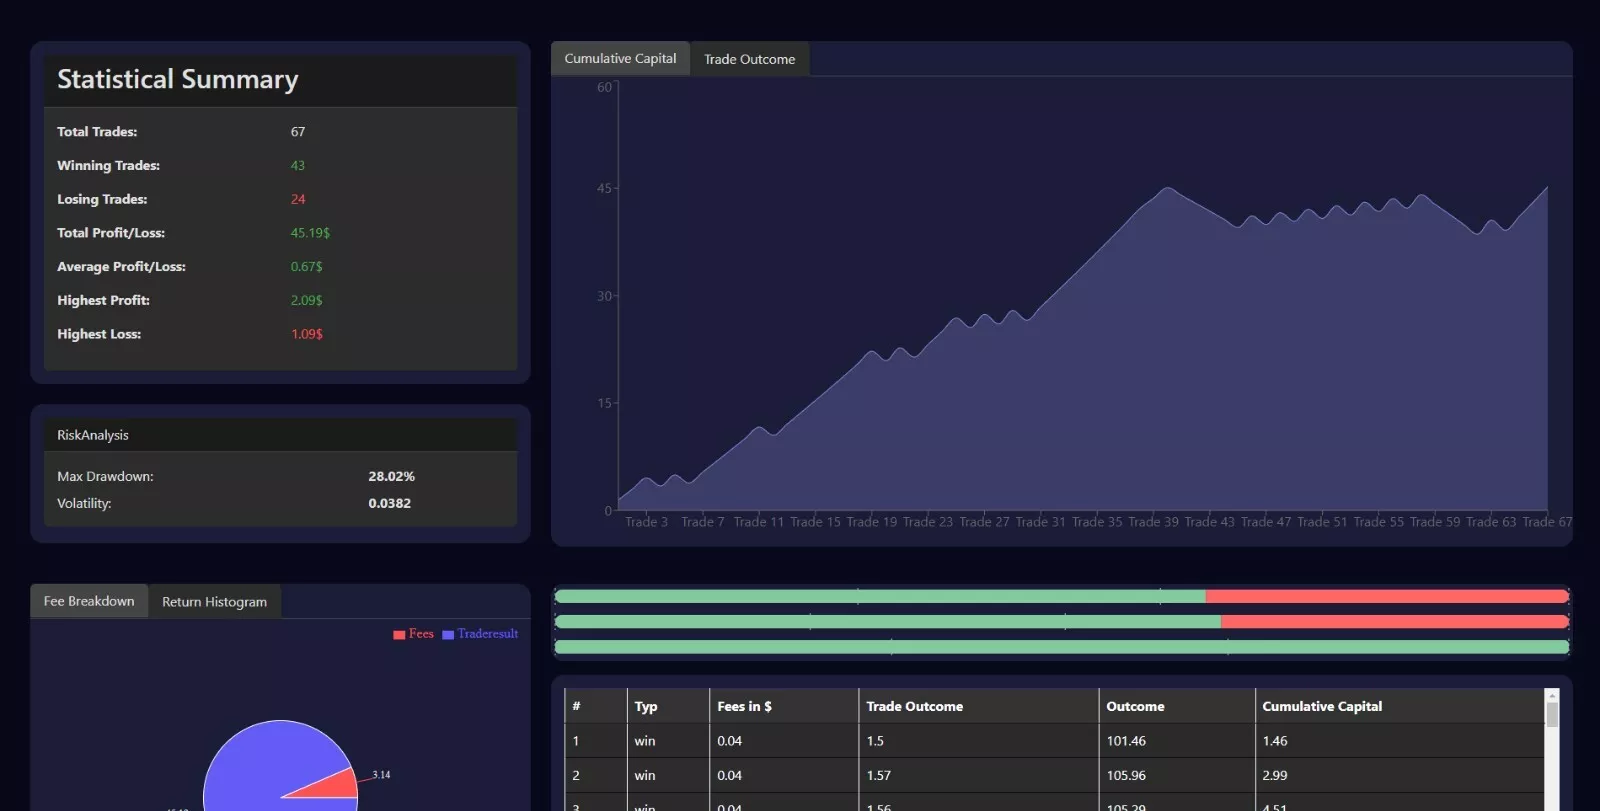 Statistical Summary
Total Trades: 67
Winning Trades: 43
Losing Trades: 24
Total Profit/Loss: 45.19$
Average Profit/Loss: 0.67$
Highest Profit: 2.09$
Highest Loss: 1.09$
RiskAnalysis
Max Drawdown: 28.02%
Volatility: 0.0382
Cumulative Capital Trade Outcome
60
45
30
15
0
Trade 3 Trade 7 Trade 11 Trade 15 Trade 19 Trade 23 Trade 27 Trade 31 Trade 35 Trade 39 Trade 43 Trade 47 Trade 51 Trade 55 Trade 59 Trade 63 Trade 67
Fee Breakdown Return Histogram
Fees Traderesult
3.14
# Typ Fees in $ Trade Outcome Outcome Cumulative Capital
1 win 0.04 1.5 101.46 1.46
2 win 0.04 1.57 105.96 2.99
3 win 0.04 1.56 105.29 4.51